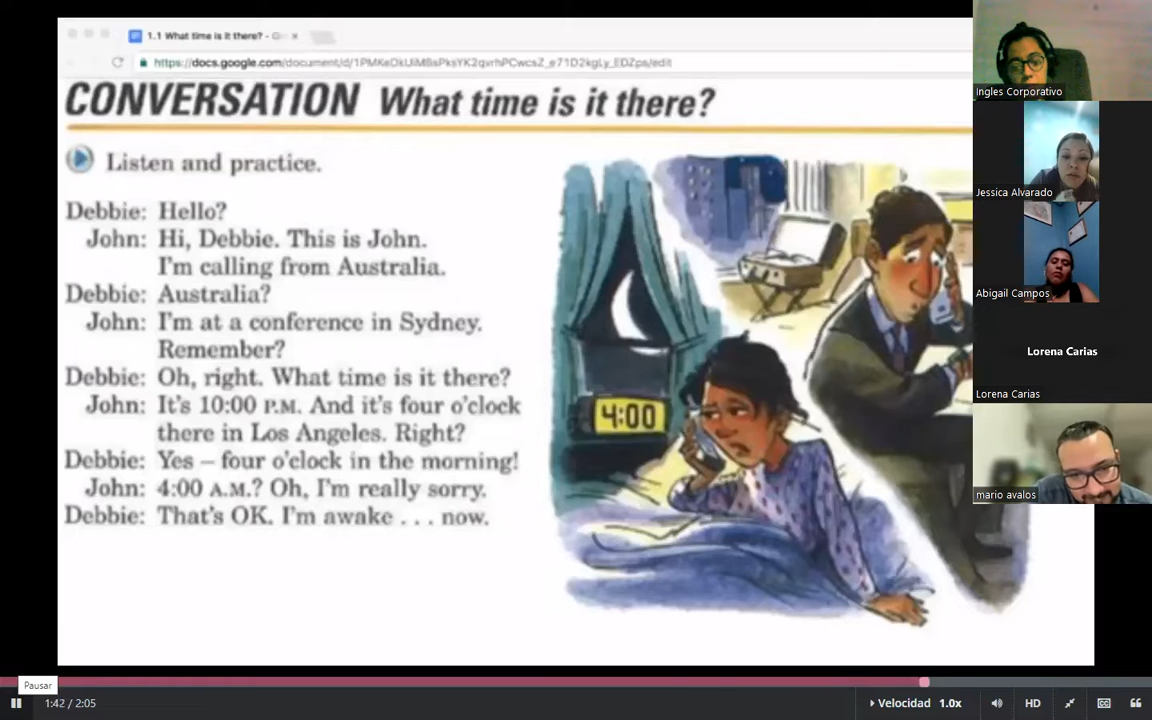 1.1 What time is it there? - G
https://docs.google.com/document/d/
/edit
CONVERSATION What time is it there?
Listen and practice.
Debbie: Hello?
John: Hi, Debbie. This is John.
I'm calling from Australia.
Debbie: Australia?
John: I'm at a conference in Sydney.
Remember?
Debbie: Oh, right. What time is it there?
John: It's 10:00 P.M. And it's four o'clock
there in Los Angeles. Right?
Debbie: Yes – four o'clock in the morning!
John: 4:00 A.M.? Oh, I'm really sorry.
Debbie: That's OK. I'm awake . . . now.
4:00
Ingles Corporativo
Jessica Alvarado
Abigail Campos
Lorena Carias
Lorena Carias
mario avalos
Pausar
1:42 / 2:05
Velocidad 1.0x
HD
CC